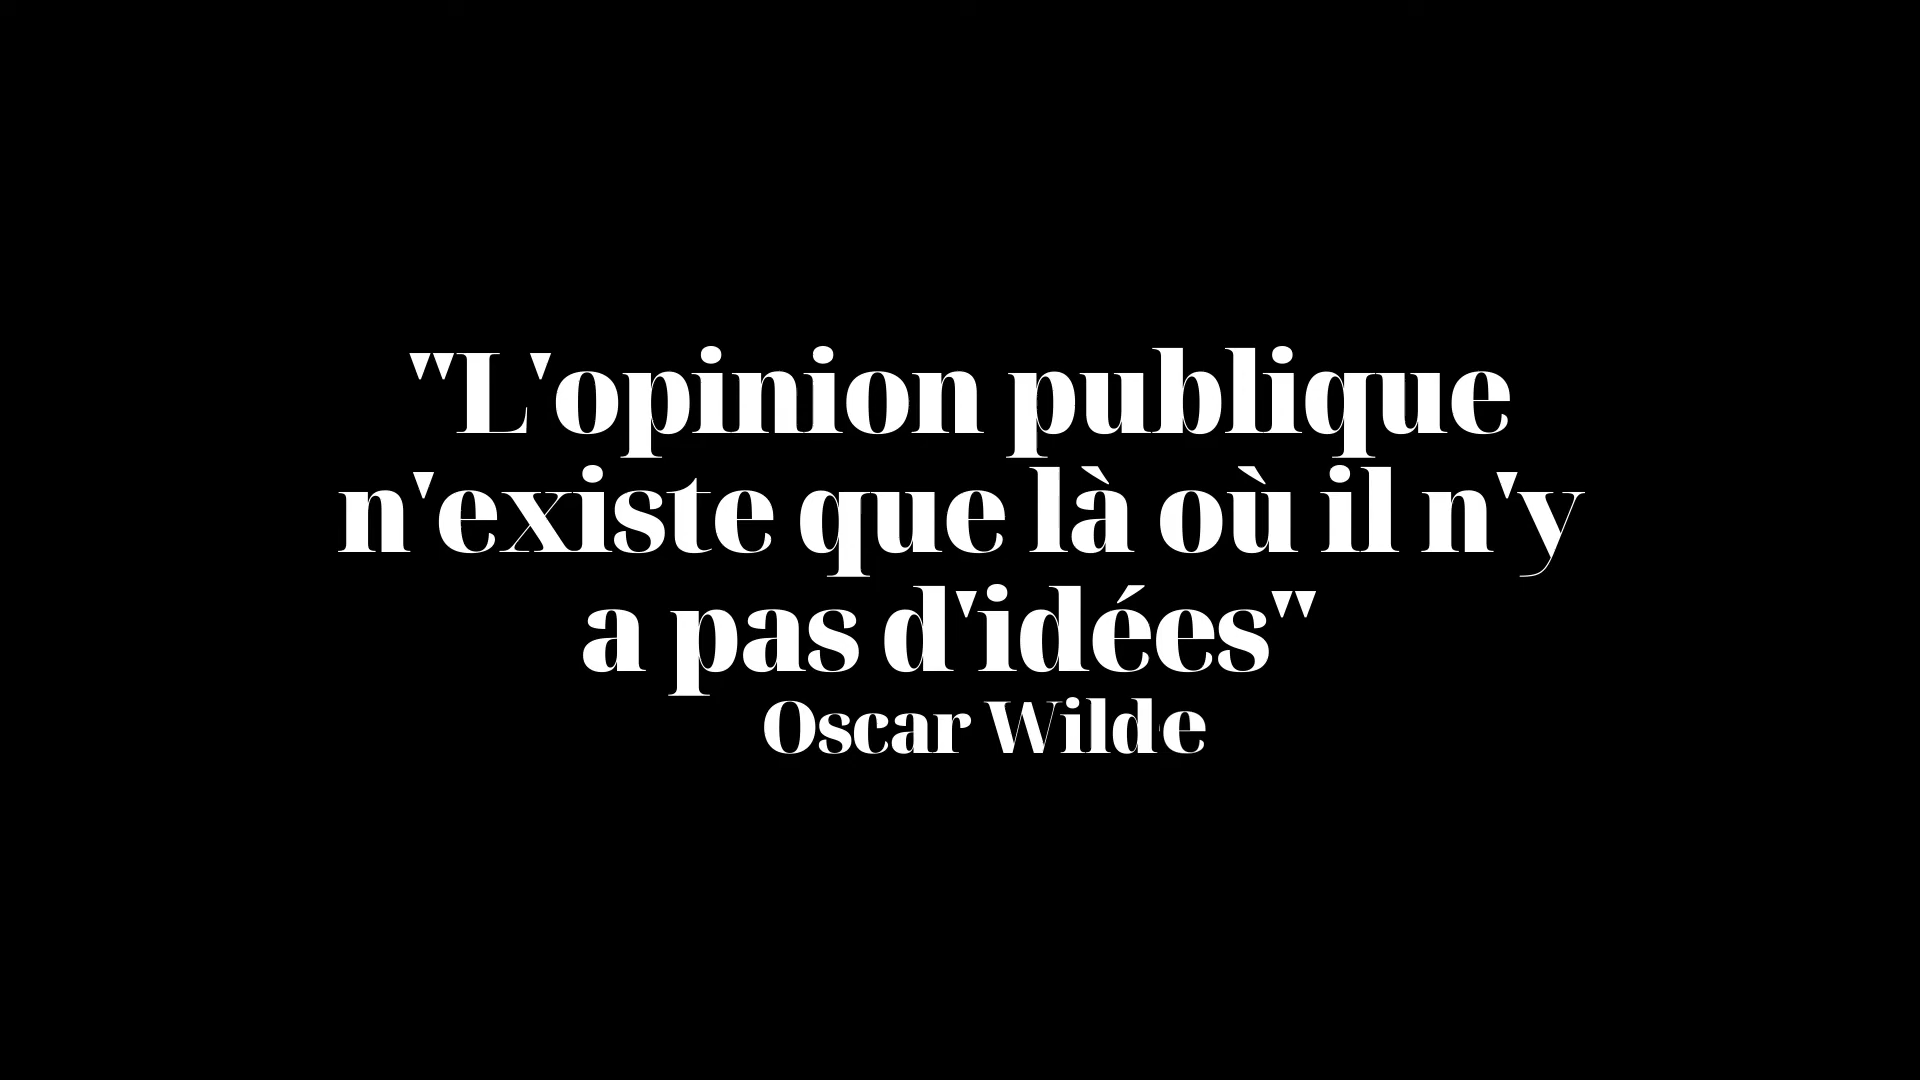 "L'opinion publique
n'existe que là où il n'y
a pas d'idées"
Oscar Wilde